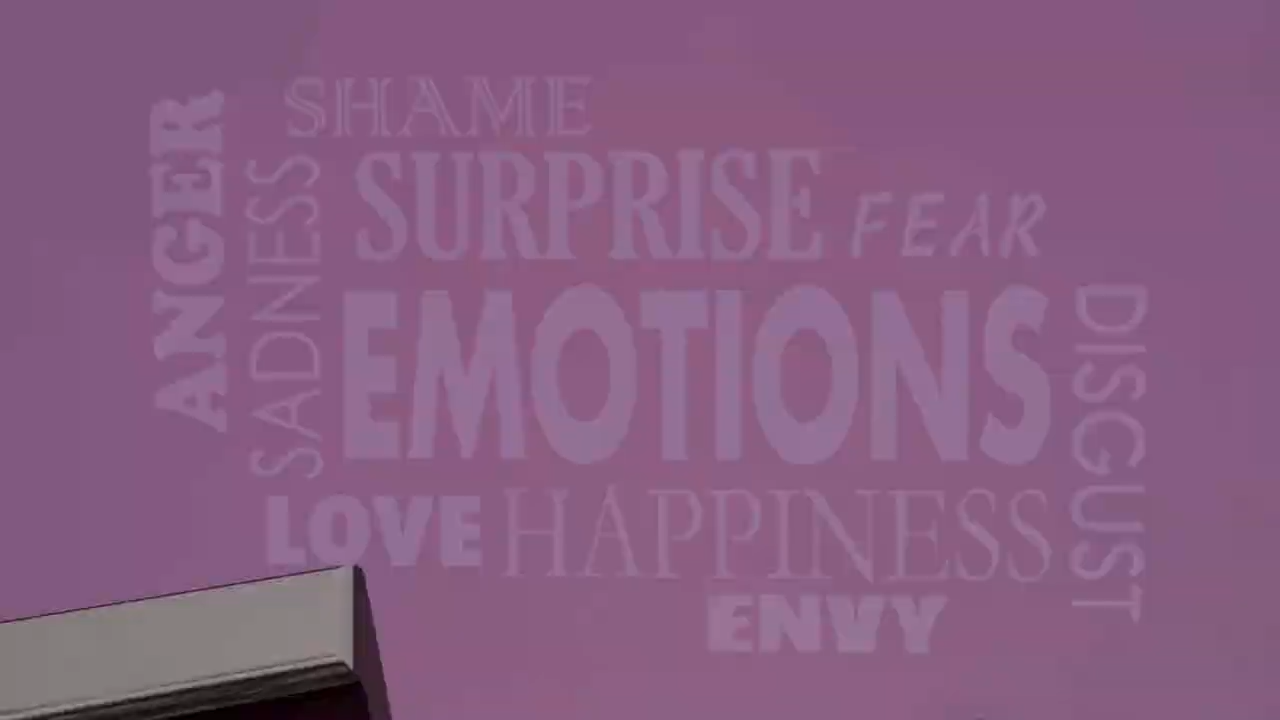 SHAME
ANGER
SADNESS
SURPRISE
FEAR
EMOTIONS
DISGUST
LOVE
HAPPINESS
ENVY